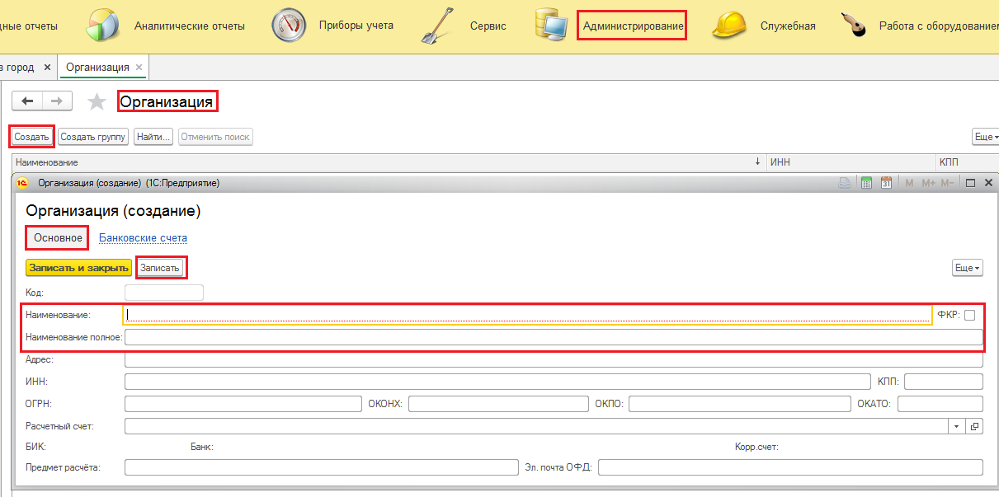 дные отчеты Аналитические отчеты Приборы учета Сервис Администрирование Служебная Работа с оборудованием
в город × Организация ×
Организация
Создать Создать группу Найти... Отменить поиск Еще
Наименование ↓ ИНН КПП
1С Организация (создание) (1С:Предприятие) 31 M M+ M-
Организация (создание)
Основное Банковские счета
Записать и закрыть Записать Еще
Код:
Наименование: ФКР:
Наименование полное:
Адрес:
ИНН: КПП:
ОГРН: ОКОНХ: ОКПО: ОКАТО:
Расчетный счет:
БИК: Банк: Корр.счет:
Предмет расчёта: Эл. почта ОФД: